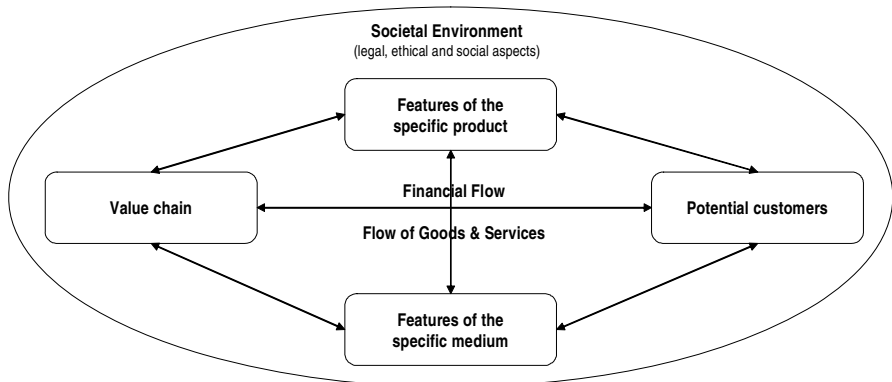 Societal Environment
(legal, ethical and social aspects)
Features of the
specific product
Value chain
Financial Flow
Potential customers
Flow of Goods & Services
Features of the
specific medium